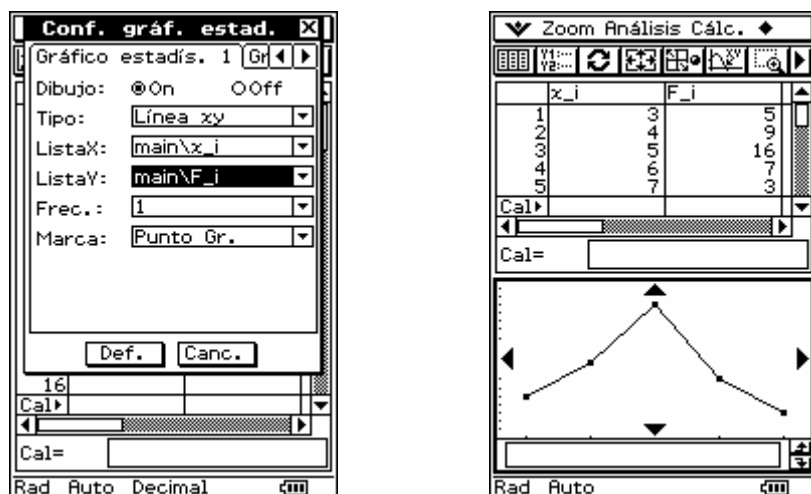 Conf. gráf. estad.
Gráfico estadís. 1 Gr
Dibujo: On Off
Tipo: Línea xy
ListaX: main\x_i
ListaY: main\F_i
Frec.: 1
Marca: Punto Gr.
Def. Canc.
16
Cal
Cal=
Rad Auto Decimal
Zoom Análisis Cálc.
x_i F_i
1 3 5
2 4 9
3 5 16
4 6 7
5 7 3
Cal
Cal=
Rad Auto